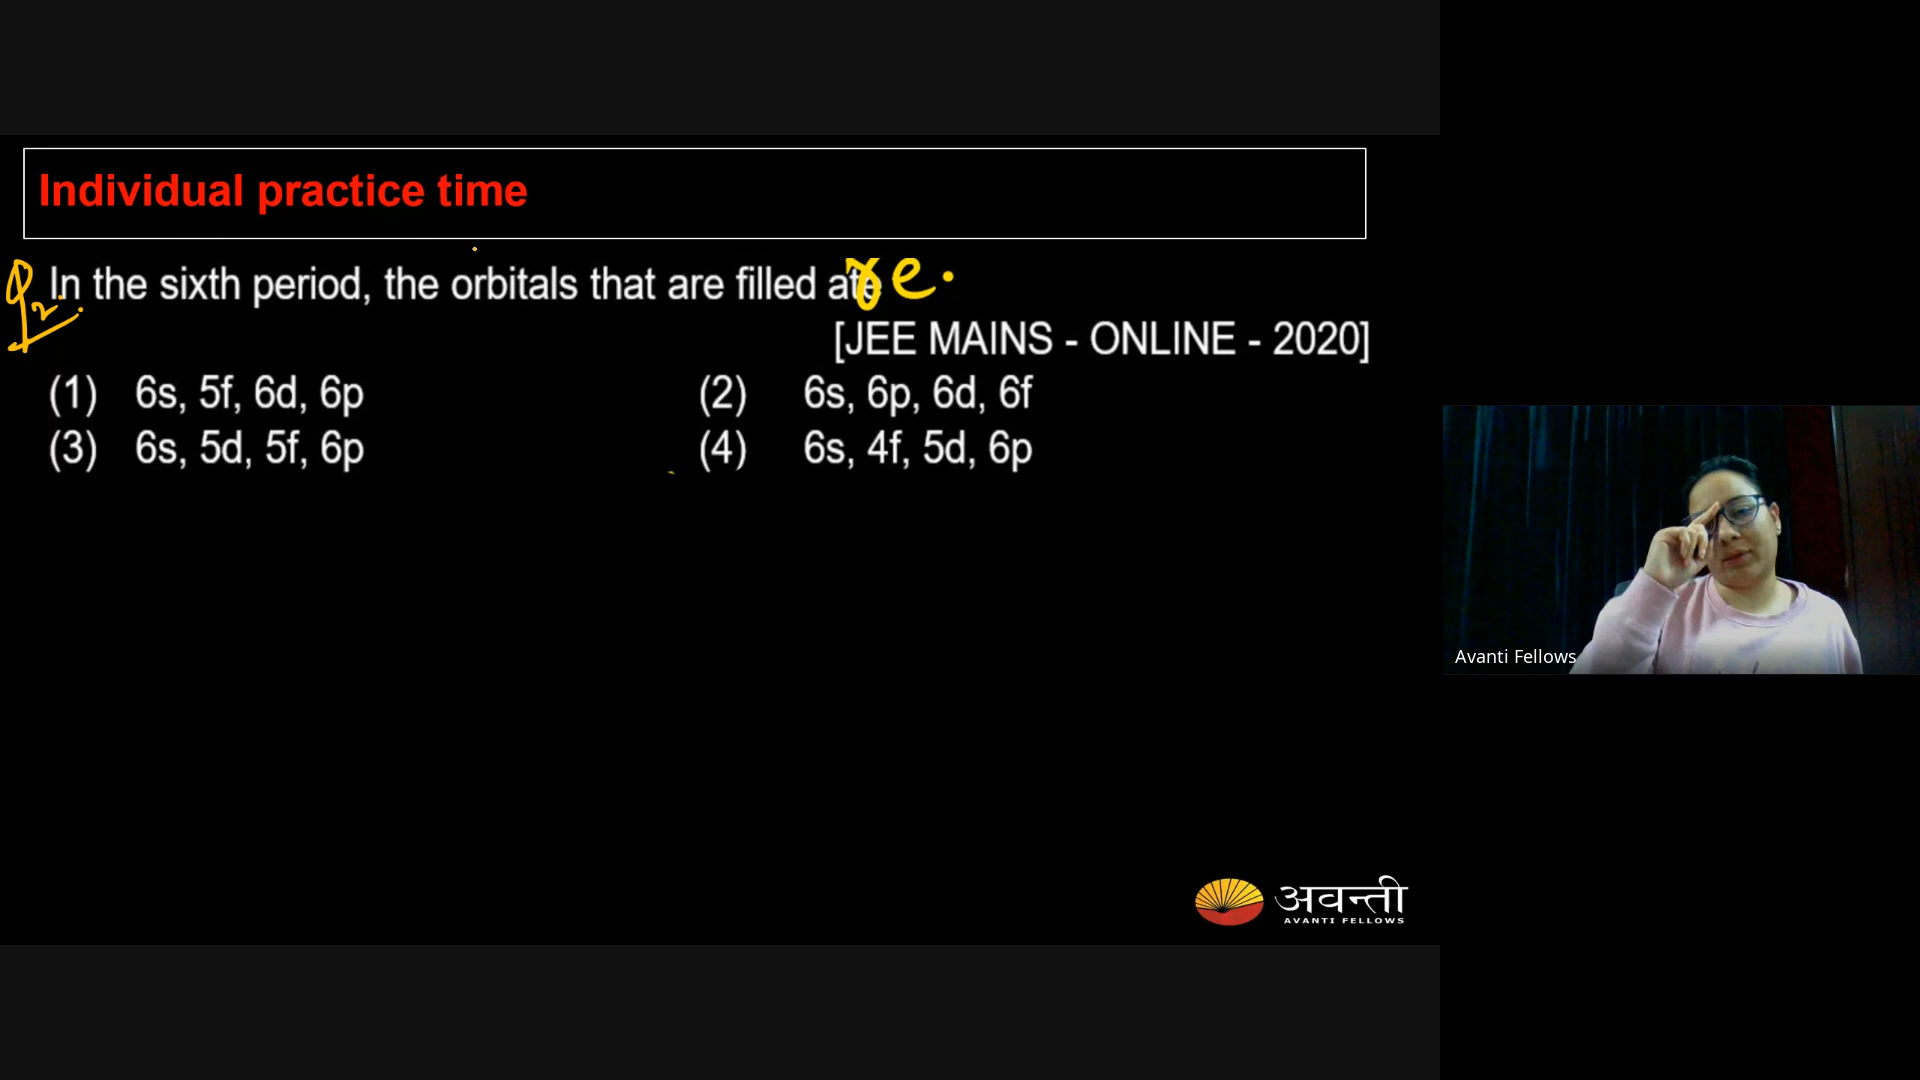 Individual practice time
Q2. In the sixth period, the orbitals that are filled are.
[JEE MAINS - ONLINE - 2020]
(1) 6s, 5f, 6d, 6p (2) 6s, 6p, 6d, 6f
(3) 6s, 5d, 5f, 6p (4) 6s, 4f, 5d, 6p
Avanti Fellows
अवन्ती
AVANTI FELLOWS